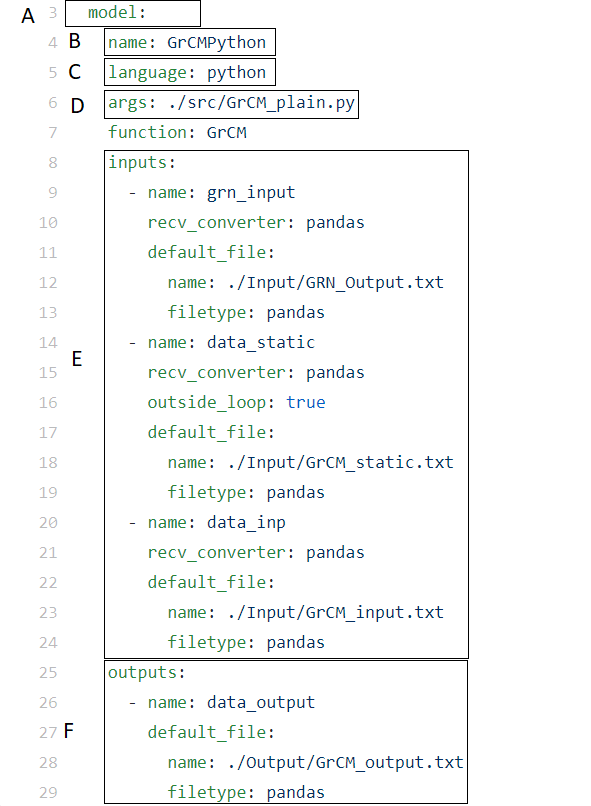 A 3 model:
B 4 name: GrCMPython
C 5 language: python
D 6 args: ./src/GrCM_plain.py
7 function: GrCM
8 inputs:
9 - name: grn_input
10 recv_converter: pandas
11 default_file:
12 name: ./Input/GRN_Output.txt
13 filetype: pandas
14 - name: data_static
E
15 recv_converter: pandas
16 outside_loop: true
17 default_file:
18 name: ./Input/GrCM_static.txt
19 filetype: pandas
20 - name: data_inp
21 recv_converter: pandas
22 default_file:
23 name: ./Input/GrCM_input.txt
24 filetype: pandas
25 outputs:
26 - name: data_output
27 F default_file:
28 name: ./Output/GrCM_output.txt
29 filetype: pandas